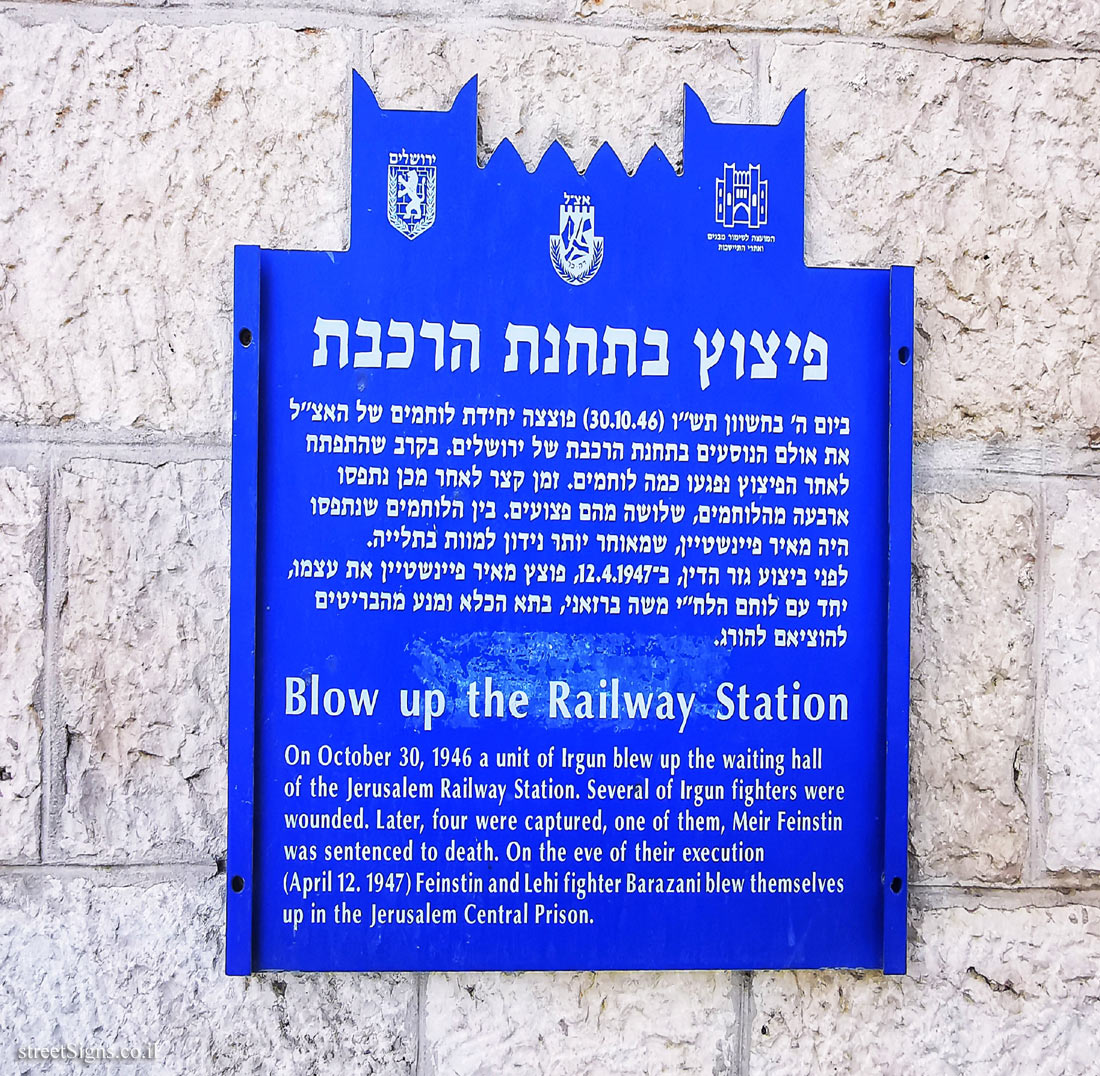 ירושלים
אצ"ל
המועצה לשימור מבנים
ואתרי התיישבות
פיצוץ בתחנת הרכבת
ביום ה' בחשוון תש"ו (30.10.46) פוצצה יחידת לוחמים של האצ"ל
את אולם הנוסעים בתחנת הרכבת של ירושלים. בקרב שהתפתח
לאחר הפיצוץ נפגעו כמה לוחמים. זמן קצר לאחר מכן נתפסו
ארבעה מהלוחמים, שלושה מהם פצועים. בין הלוחמים שנתפסו
היה מאיר פיינשטיין, שמאוחר יותר נידון למוות בתלייה.
לפני ביצוע גזר הדין, ב-12.4.1947, פוצץ מאיר פיינשטיין את עצמו,
יחד עם לוחם הלח"י משה ברזאני, בתא הכלא ומנע מהבריטים
להוציאם להורג.
Blow up the Railway Station
On October 30, 1946 a unit of Irgun blew up the waiting hall
of the Jerusalem Railway Station. Several of Irgun fighters were
wounded. Later, four were captured, one of them, Meir Feinstin
was sentenced to death. On the eve of their execution
(April 12. 1947) Feinstin and Lehi fighter Barazani blew themselves
up in the Jerusalem Central Prison.
streetSigns.co.il